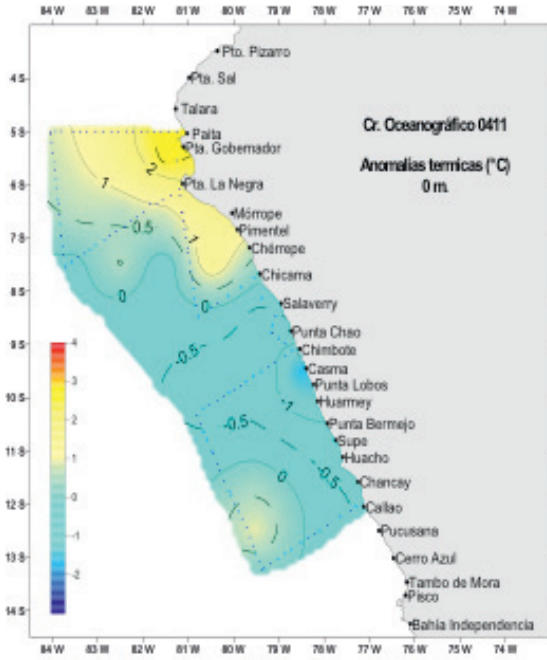 84 W 83 W 82 W 81 W 80 W 79 W 78 W 77 W 76 W 75 W 74 W 73 W
Pto. Pizarro
4 S
Pta. Sal
Talara
Cr. Oceanográfico 0411
5 S
Paita
2
Pta. Gobernador
Anomalías termicas (°C)
1
6 S
Pta. La Negra
0 m.
Mórrope
0.5
Pimentel
1
7 S
Chérrepe
0
Chicama
0
0
8 S
Salaverry
Punta Chao
-0.5
9 S
Chimbote
4
Casma
3
Punta Lobos
10 S
-1
Huarmey
2
-0.5
Punta Bermejo
1
Supe
11 S
Huacho
0
0
-0.5
Chancay
-1
12 S
Callao
Pucusana
-2
13 S
Cerro Azul
Tambo de Mora
Pisco
14 S
Bahía Independencia
84 W 83 W 82 W 81 W 80 W 79 W 78 W 77 W 76 W 75 W 74 W 73 W